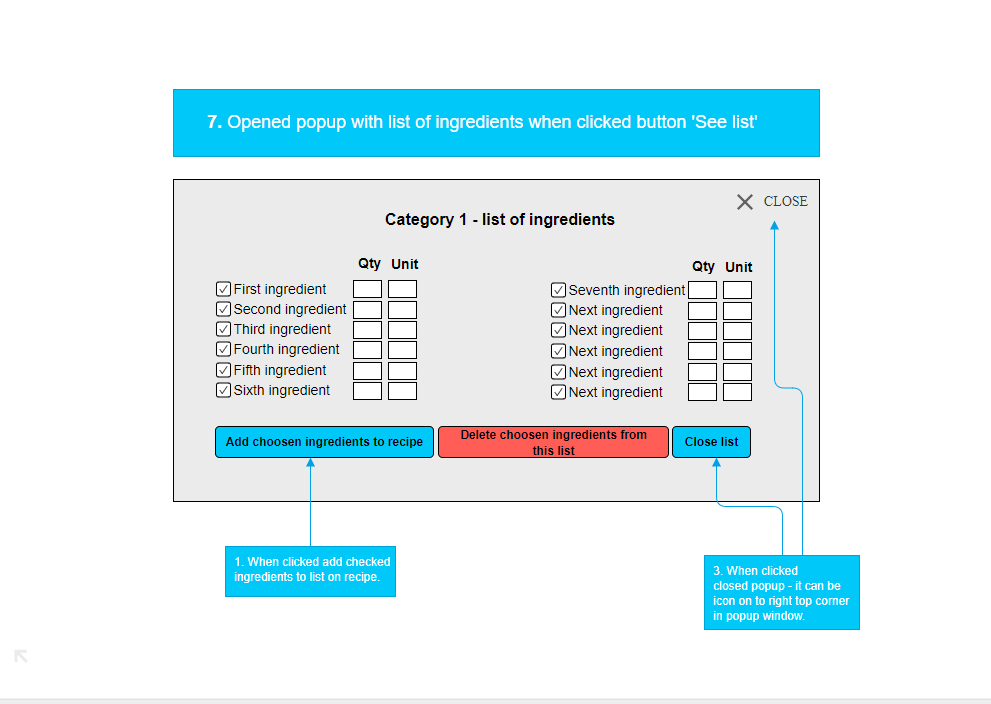 7. Opened popup with list of ingredients when clicked button 'See list'
CLOSE
Category 1 - list of ingredients
Qty Unit
First ingredient
Second ingredient
Third ingredient
Fourth ingredient
Fifth ingredient
Sixth ingredient
Qty Unit
Seventh ingredient
Next ingredient
Next ingredient
Next ingredient
Next ingredient
Next ingredient
Add choosen ingredients to recipe
Delete choosen ingredients from
this list
Close list
1. When clicked add checked
ingredients to list on recipe.
3. When clicked
closed popup - it can be
icon on to right top corner
in popup window.